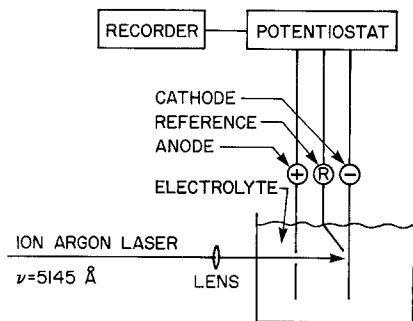 RECORDER
POTENTIOSTAT
CATHODE
REFERENCE
ANODE
+
R
−
ELECTROLYTE
ION ARGON LASER
LENS
ν=5145 Å